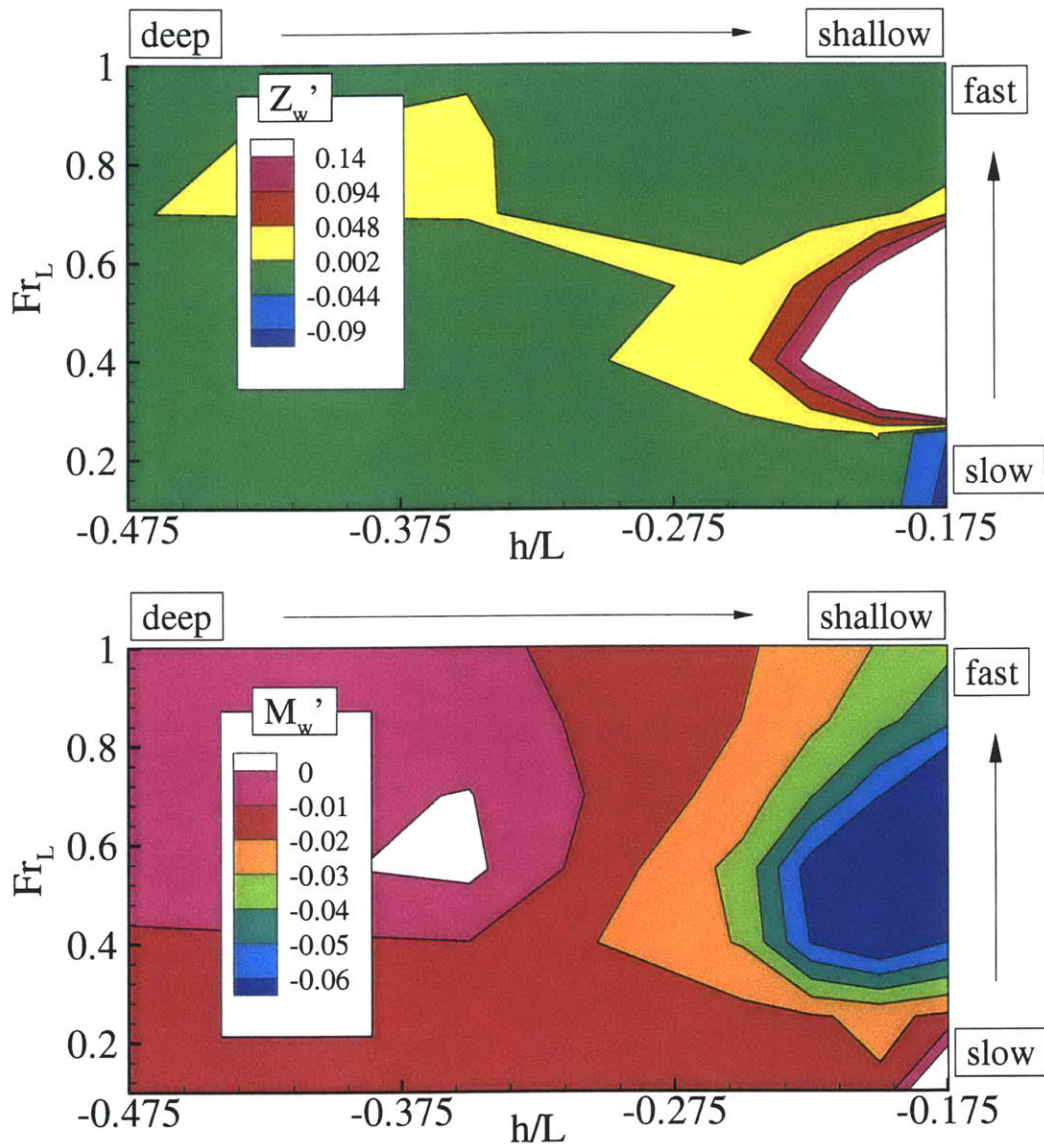 deep
shallow
1
Z_w’
fast
0.14
0.8
0.094
0.048
0.6
0.002
-0.044
Fr_L
-0.09
0.4
0.2
slow
-0.475
-0.375
-0.275
-0.175
h/L
deep
shallow
1
fast
M_w’
0.8
0
-0.01
-0.02
0.6
-0.03
-0.04
Fr_L
-0.05
-0.06
0.4
0.2
slow
-0.475
-0.375
-0.275
-0.175
h/L